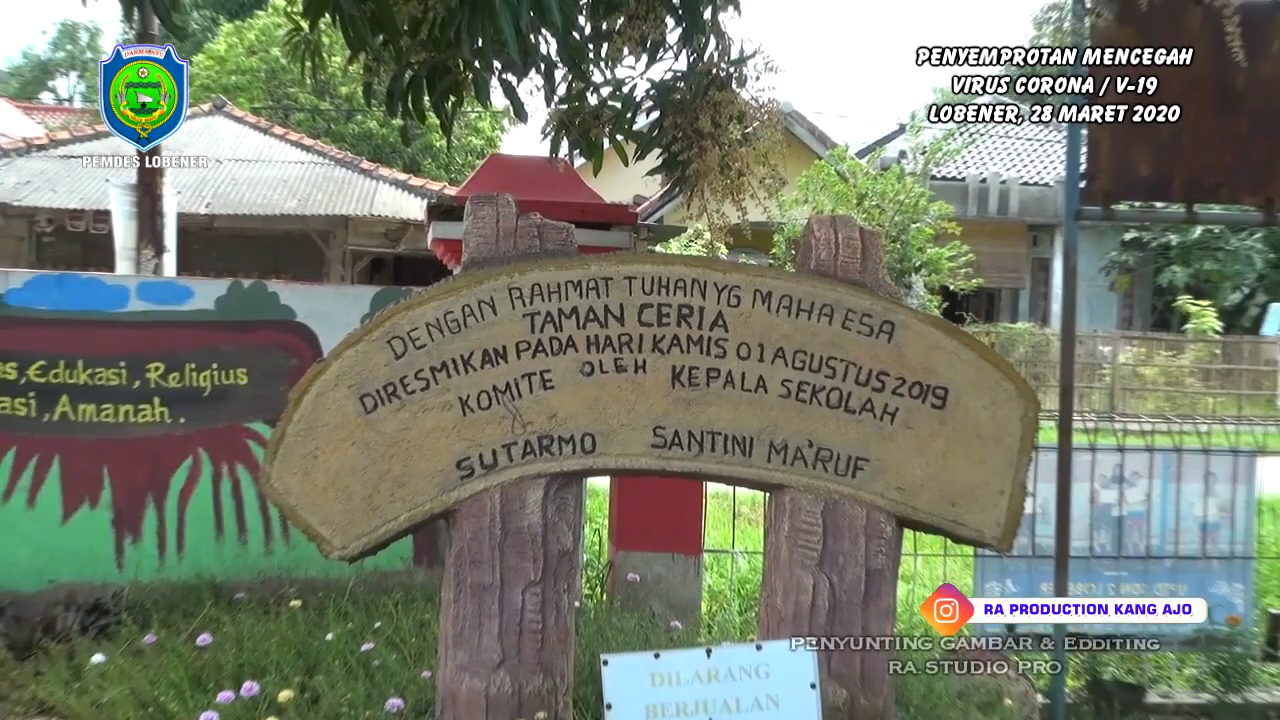 DARMA AYU
PEMDES LOBENER
PENYEMPROTAN MENCEGAH
VIRUS CORONA / V-19
LOBENER, 28 MARET 2020
DENGAN RAHMAT TUHAN YG MAHA ESA
TAMAN CERIA
DIRESMIKAN PADA HARI KAMIS 01 AGUSTUS 2019
OLEH
KOMITE KEPALA SEKOLAH
SUTARMO SANTINI MA'RUF
es, Edukasi, Religius
asi, Amanah.
RA PRODUCTION KANG AJO
PENYUNTING GAMBAR & EDDITING
RA.STUDIO.PRO
DILARANG
BERJUALAN